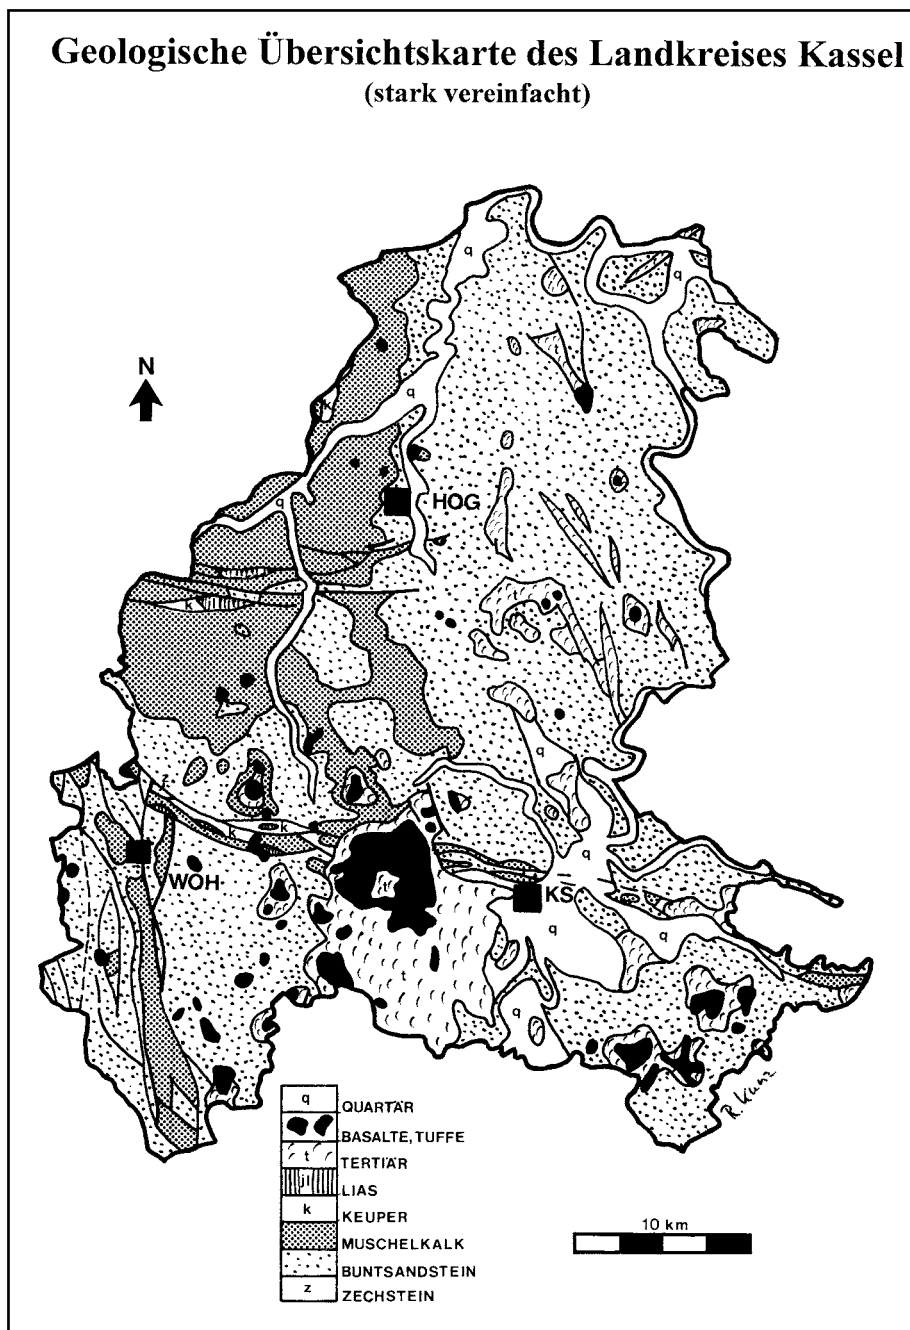 Geologische Übersichtskarte des Landkreises Kassel
(stark vereinfacht)
N
q
q
k
q
HOG
q
k
q
z
k
k
WOH
q
KS
q
q
t
q
R. Kunz
q QUARTÄR
BASALTE, TUFFE
t TERTIÄR
jl LIAS
k KEUPER
MUSCHELKALK
BUNTSANDSTEIN
z ZECHSTEIN
10 km